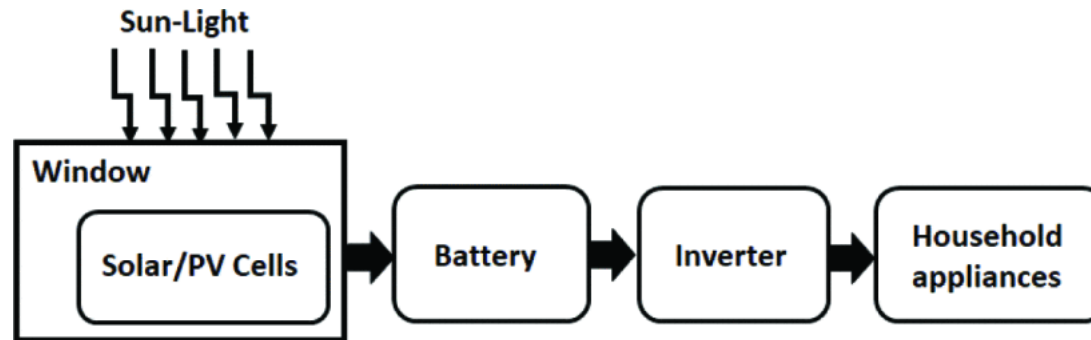 Sun-Light
Window
Solar/PV Cells
Battery
Inverter
Household
appliances